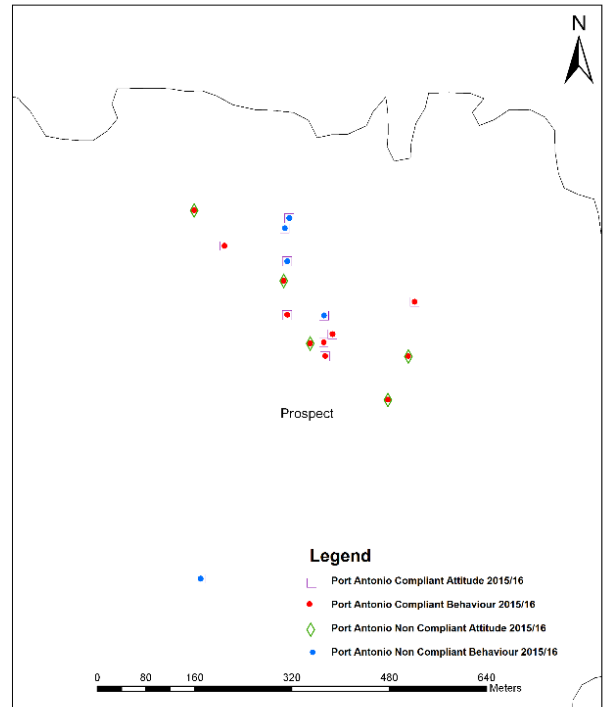 N
Prospect
Legend
Port Antonio Compliant Attitude 2015/16
Port Antonio Compliant Behaviour 2015/16
Port Antonio Non Compliant Attitude 2015/16
Port Antonio Non Compliant Behaviour 2015/16
0 80 160 320 480 640
Meters